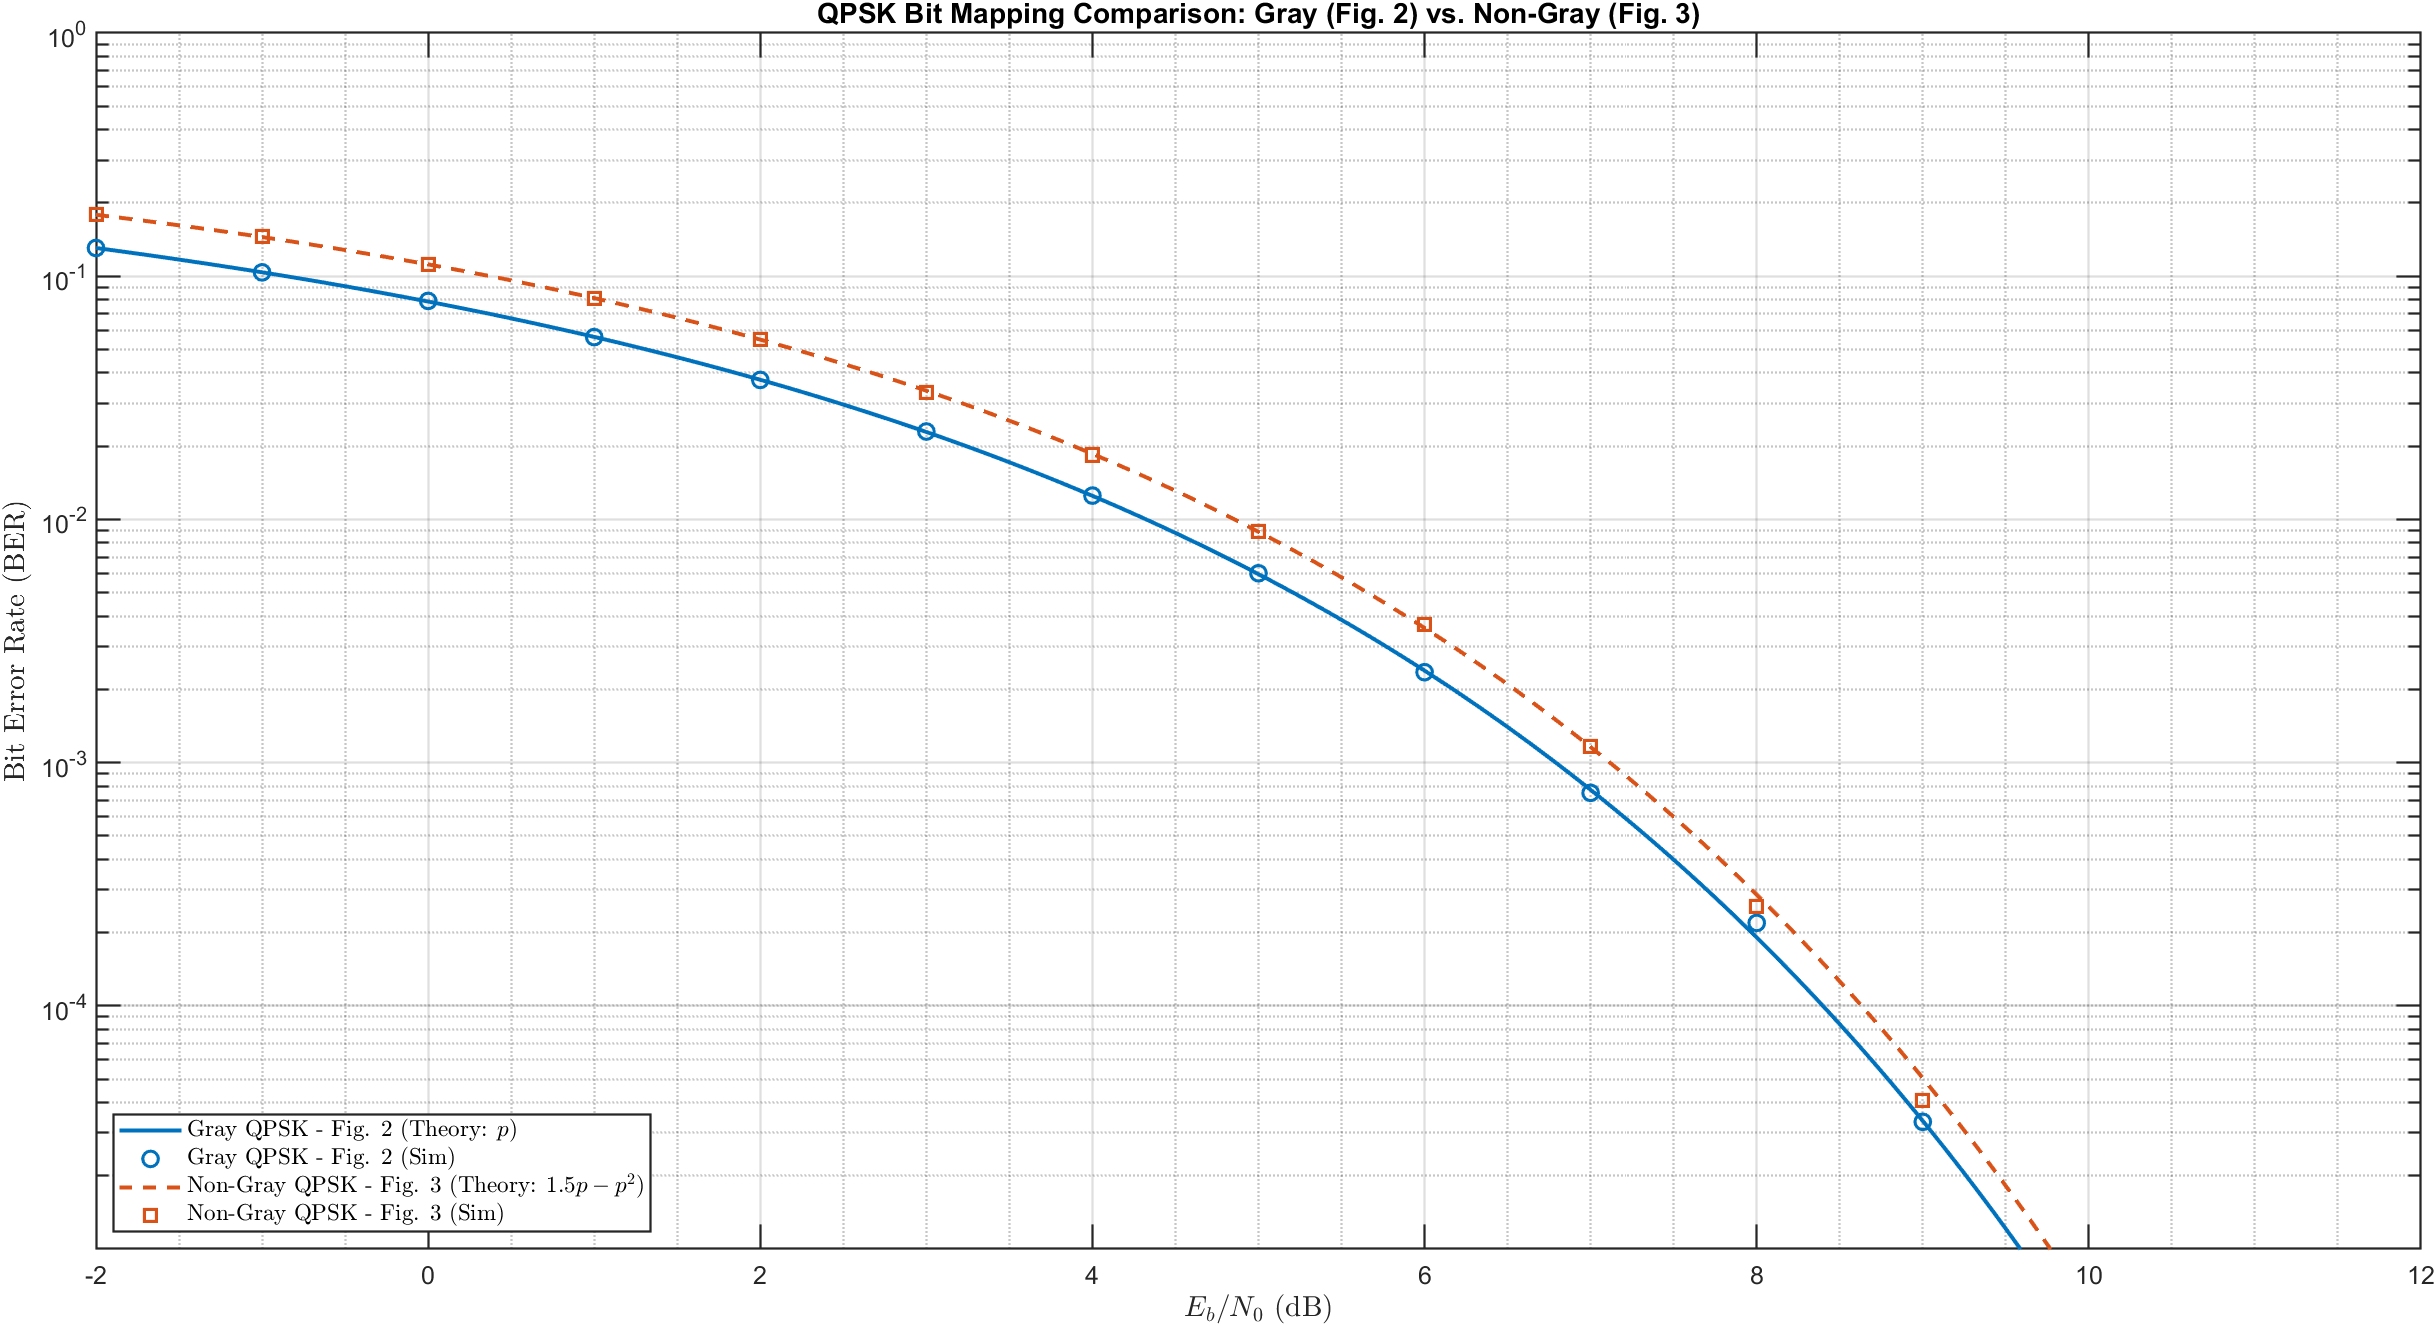 QPSK Bit Mapping Comparison: Gray (Fig. 2) vs. Non-Gray (Fig. 3)
10^0
10^-1
10^-2
10^-3
10^-4
Bit Error Rate (BER)
Gray QPSK - Fig. 2 (Theory: p)
Gray QPSK - Fig. 2 (Sim)
Non-Gray QPSK - Fig. 3 (Theory: 1.5p − p^2)
Non-Gray QPSK - Fig. 3 (Sim)
-2 0 2 4 6 8 10 12
E_b/N_0 (dB)